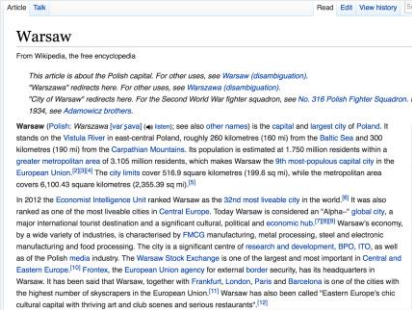 Article Talk Read Edit View history
Warsaw
From Wikipedia, the free encyclopedia
This article is about the Polish capital. For other uses, see Warsaw (disambiguation).
"Warszawa" redirects here. For other uses, see Warszawa (disambiguation).
"City of Warsaw" redirects here. For the Second World War fighter squadron, see No. 316 Polish Fighter Squadron.
1934, see Adamowicz brothers.
Warsaw (Polish: Warszawa [varˈʂava] ( listen); see also other names) is the capital and largest city of Poland. It
stands on the Vistula River in east-central Poland, roughly 260 kilometres (160 mi) from the Baltic Sea and 300
kilometres (190 mi) from the Carpathian Mountains. Its population is estimated at 1.750 million residents within a
greater metropolitan area of 3.105 million residents, which makes Warsaw the 9th most-populous capital city in the
European Union.[2][3][4] The city limits cover 516.9 square kilometres (199.6 sq mi), while the metropolitan area
covers 6,100.43 square kilometres (2,355.39 sq mi).[5]
In 2012 the Economist Intelligence Unit ranked Warsaw as the 32nd most liveable city in the world.[6] It was also
ranked as one of the most liveable cities in Central Europe. Today Warsaw is considered an "Alpha–" global city, a
major international tourist destination and a significant cultural, political and economic hub.[7][8][9] Warsaw's economy,
by a wide variety of industries, is characterised by FMCG manufacturing, metal processing, steel and electronic
manufacturing and food processing. The city is a significant centre of research and development, BPO, ITO, as well
as of the Polish media industry. The Warsaw Stock Exchange is one of the largest and most important in Central and
Eastern Europe.[10] Frontex, the European Union agency for external border security, has its headquarters in
Warsaw. It has been said that Warsaw, together with Frankfurt, London, Paris and Barcelona is one of the cities with
the highest number of skyscrapers in the European Union.[11] Warsaw has also been called "Eastern Europe's chic
cultural capital with thriving art and club scenes and serious restaurants".[12]